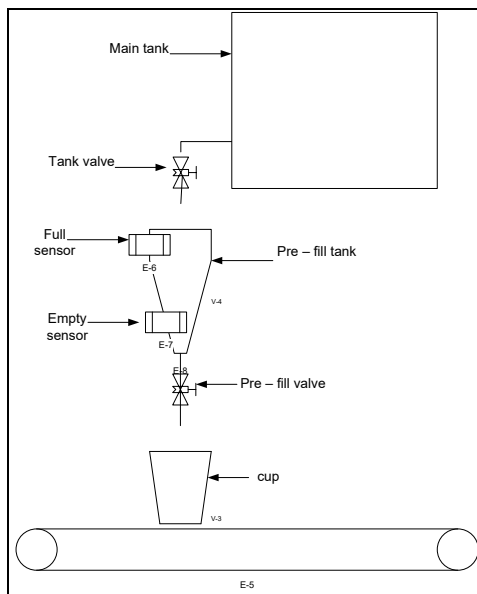 Main tank
Tank valve
Full
sensor
E-6
Pre – fill tank
V-4
Empty
sensor
E-7
E-8
Pre – fill valve
cup
V-3
E-5